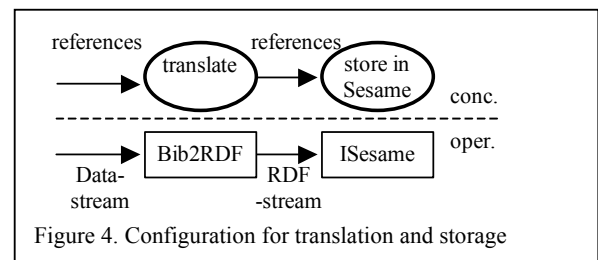 references
references
translate
store in
Sesame
conc.
oper.
Bib2RDF
ISesame
Data-
stream
RDF
-stream
Figure 4. Configuration for translation and storage